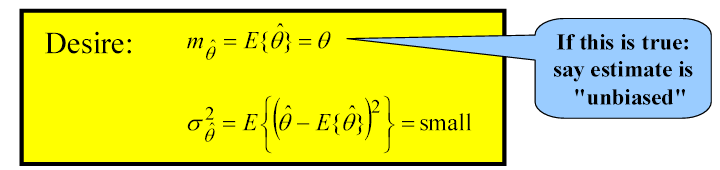 Desire: m_θ̂ = E{θ̂} = θ
σ²_θ̂ = E{(θ̂ − E{θ̂})²} = small
If this is true:
say estimate is
"unbiased"